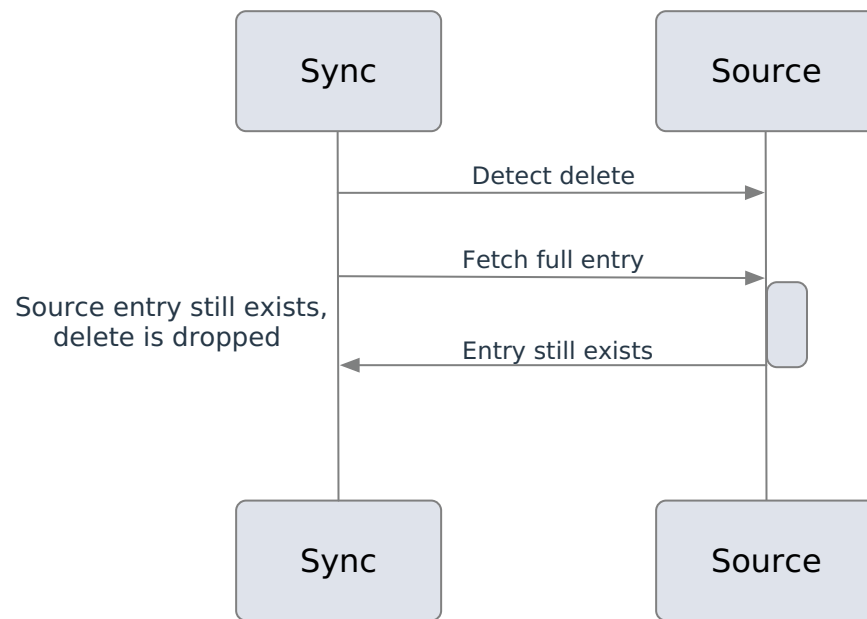 Sync
Source
Detect delete
Fetch full entry
Source entry still exists,
delete is dropped
Entry still exists
Sync
Source